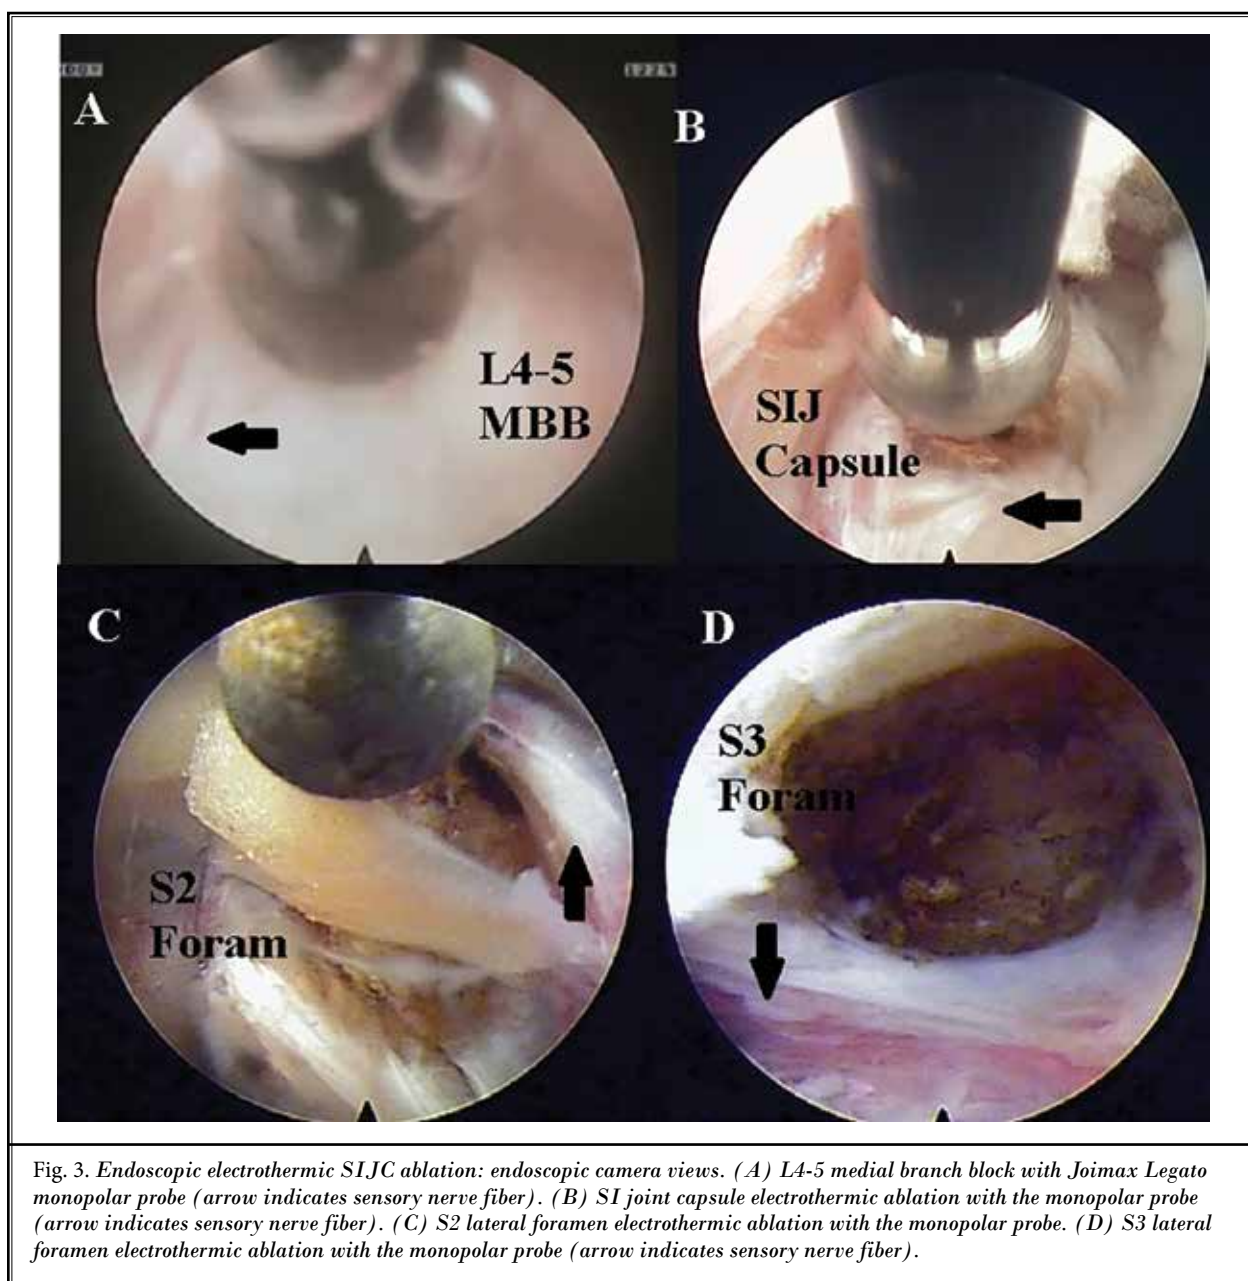 A
L4-5
MBB
B
SIJ
Capsule
C
S2
Foram
D
S3
Foram
Fig. 3. Endoscopic electrothermic SIJC ablation: endoscopic camera views. (A) L4-5 medial branch block with Joimax Legato
monopolar probe (arrow indicates sensory nerve fiber). (B) SI joint capsule electrothermic ablation with the monopolar probe
(arrow indicates sensory nerve fiber). (C) S2 lateral foramen electrothermic ablation with the monopolar probe. (D) S3 lateral
foramen electrothermic ablation with the monopolar probe (arrow indicates sensory nerve fiber).